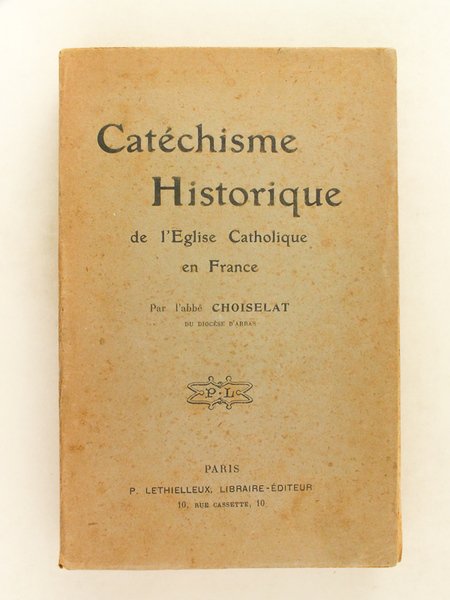 Catéchisme
Historique
de l'Eglise Catholique
en France
Par l'abbé CHOISELAT
DU DIOCÈSE D'ARRAS
P. L.
PARIS
P. LETHIELLEUX, LIBRAIRE-ÉDITEUR
10, RUE CASSETTE, 10